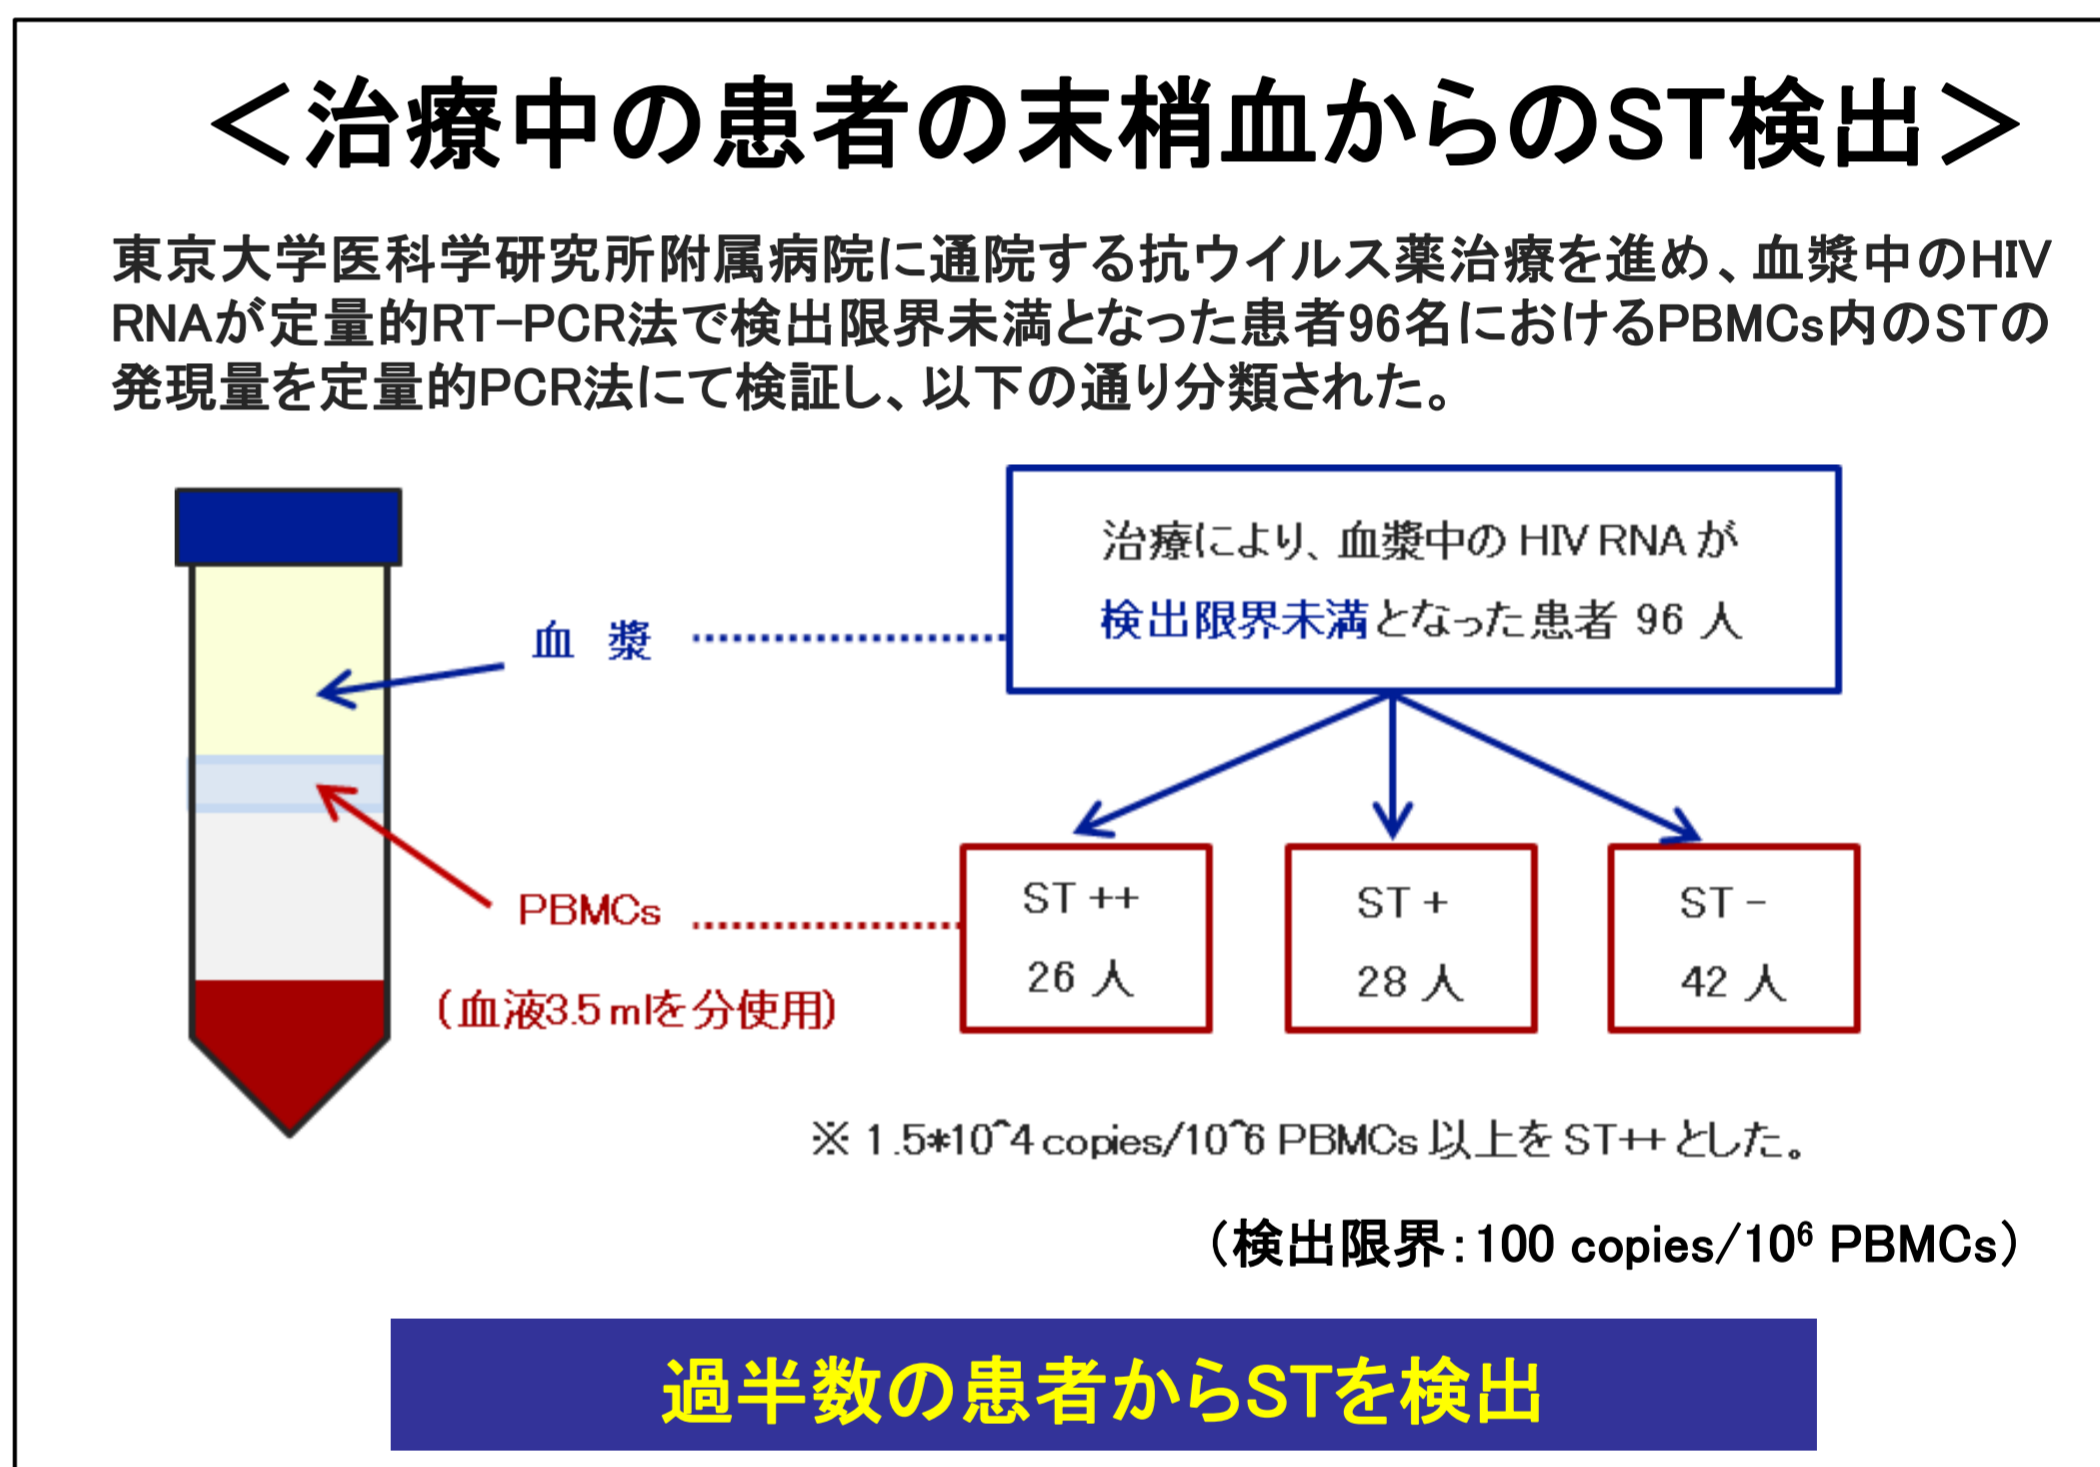 ＜治療中の患者の末梢血からのST検出＞
東京大学医科学研究所附属病院に通院する抗ウイルス薬治療を進め、血漿中のHIV
RNAが定量的RT-PCR法で検出限界未満となった患者96名におけるPBMCs内のSTの
発現量を定量的PCR法にて検証し、以下の通り分類された。
治療により、血漿中の HIV RNA が
検出限界未満となった患者 96 人
血 漿
PBMCs
（血液3.5 mlを分使用）
ST ++
26 人
ST +
28 人
ST -
42 人
※ 1.5*10^4 copies/10^6 PBMCs 以上を ST++ とした。
（検出限界：100 copies/10⁶ PBMCs）
過半数の患者からSTを検出